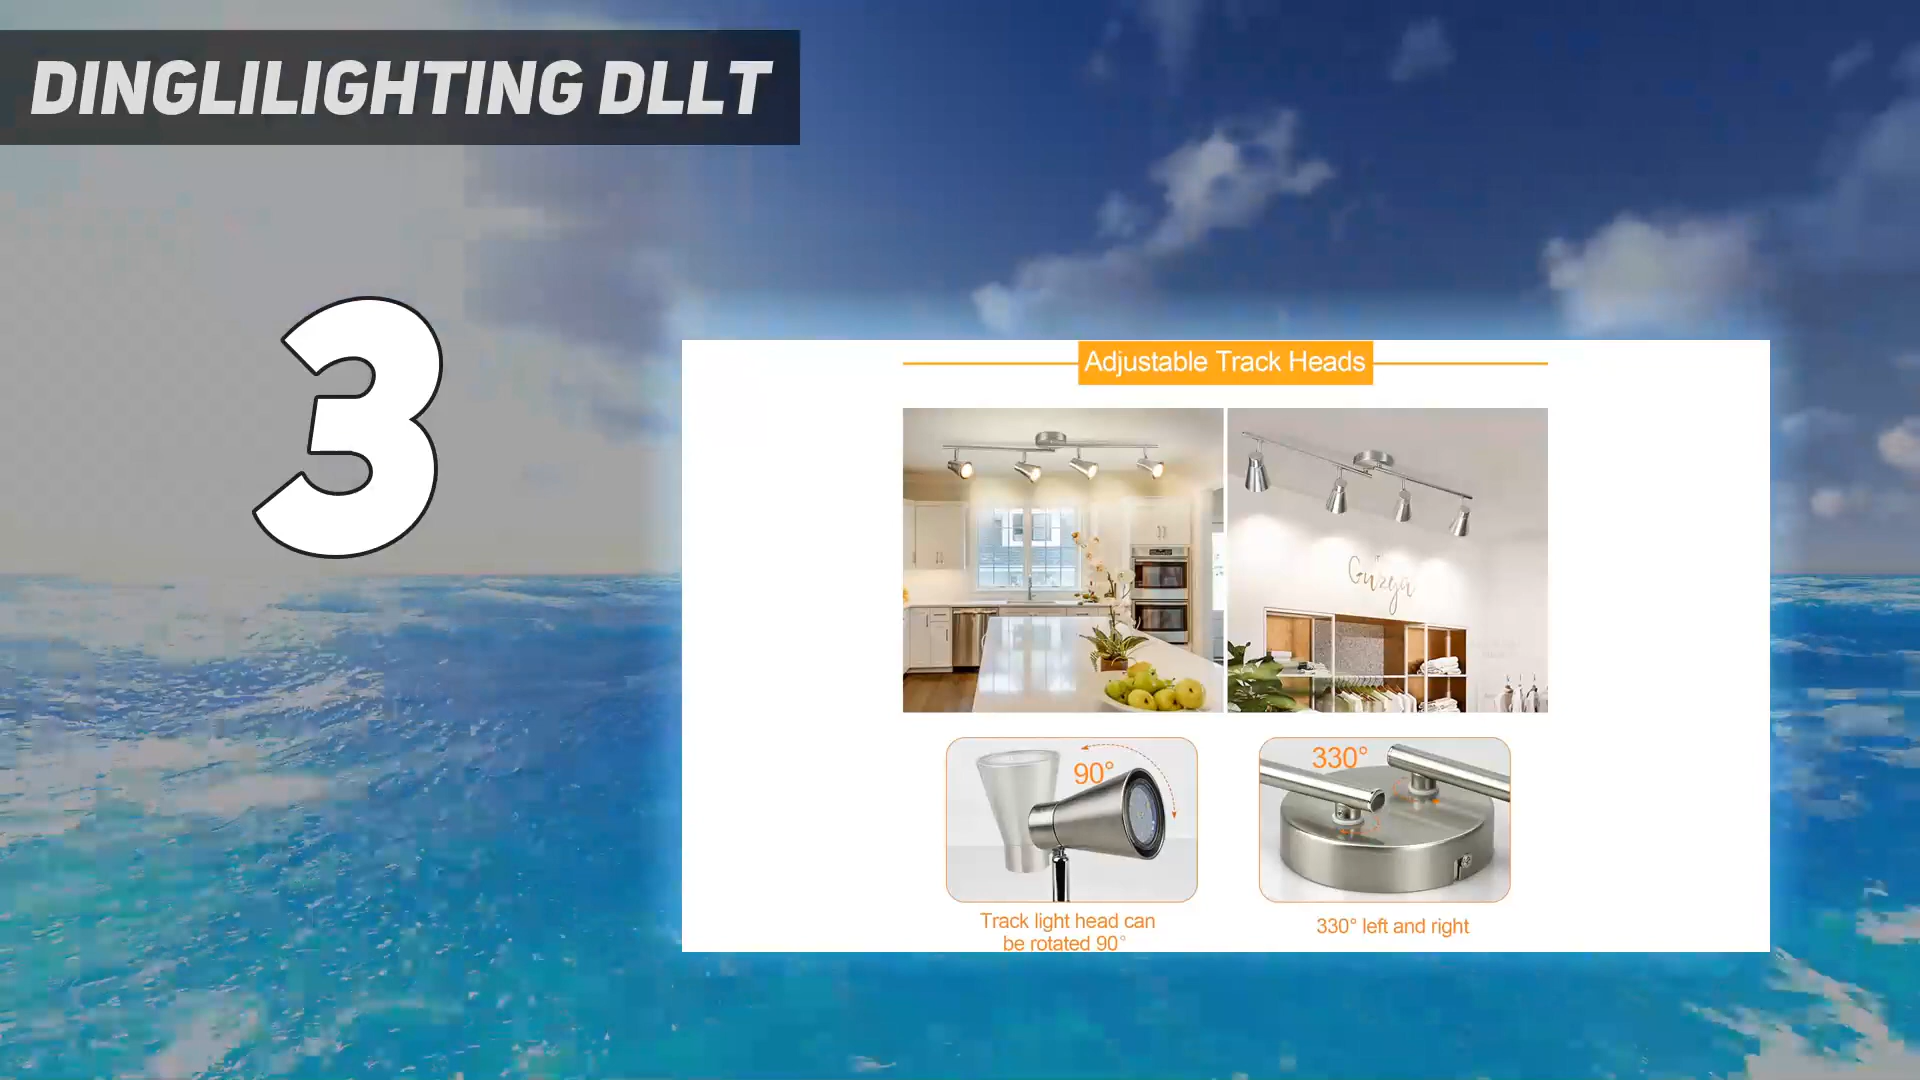 DINGLILIGHTING DLLT
3
Adjustable Track Heads
Gurga
90°
330°
Track light head can
be rotated 90°
330° left and right